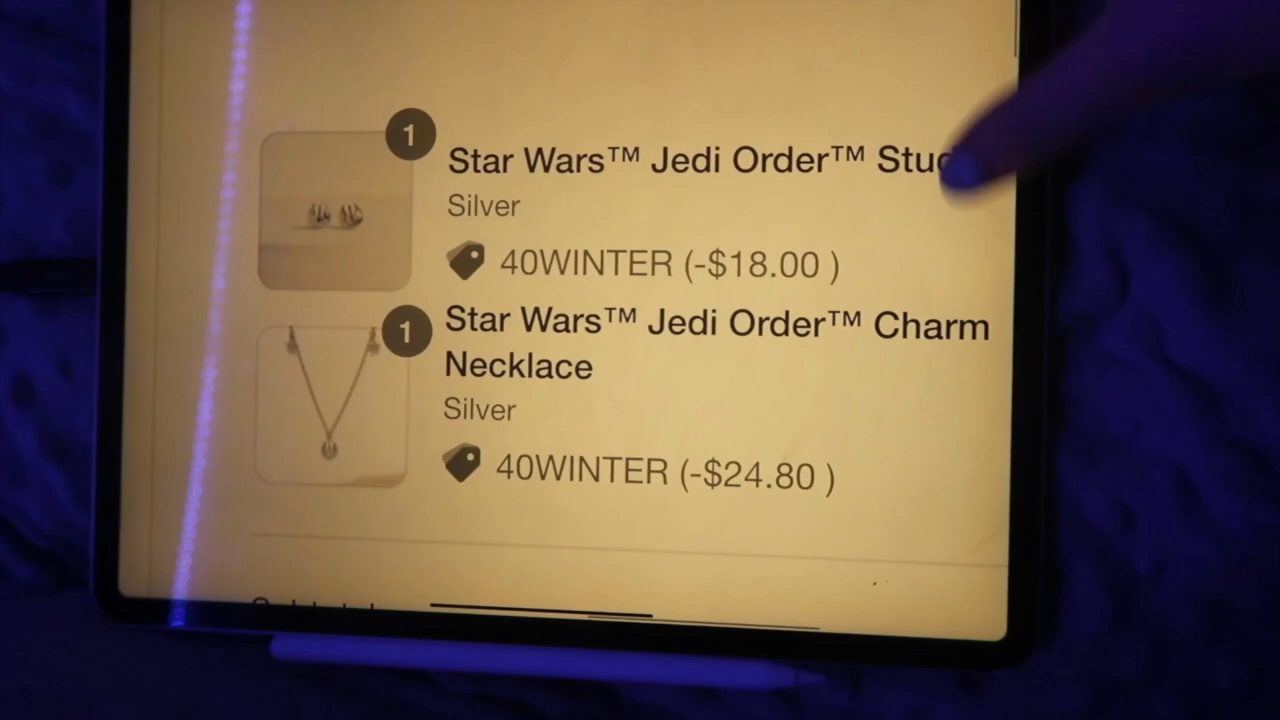 1
Star Wars™ Jedi Order™
Silver
40WINTER (-$18.00 )
1
Star Wars™ Jedi Order™ Charm
Necklace
Silver
40WINTER (-$24.80 )